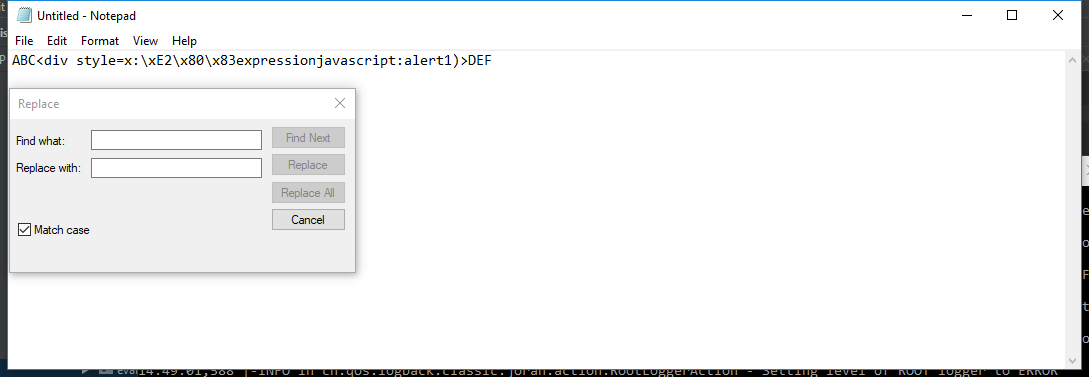 Untitled - Notepad
File Edit Format View Help
ABC<div style=x:\xE2\x80\x83expressionjavascript:alert1)>DEF
Replace
Find what:
Find Next
Replace with:
Replace
Replace All
Cancel
Match case
14:49:01,588 |-INFO in ch.qos.logback.classic.joran.action.RootLoggerAction - Setting level of ROOT logger to ERROR